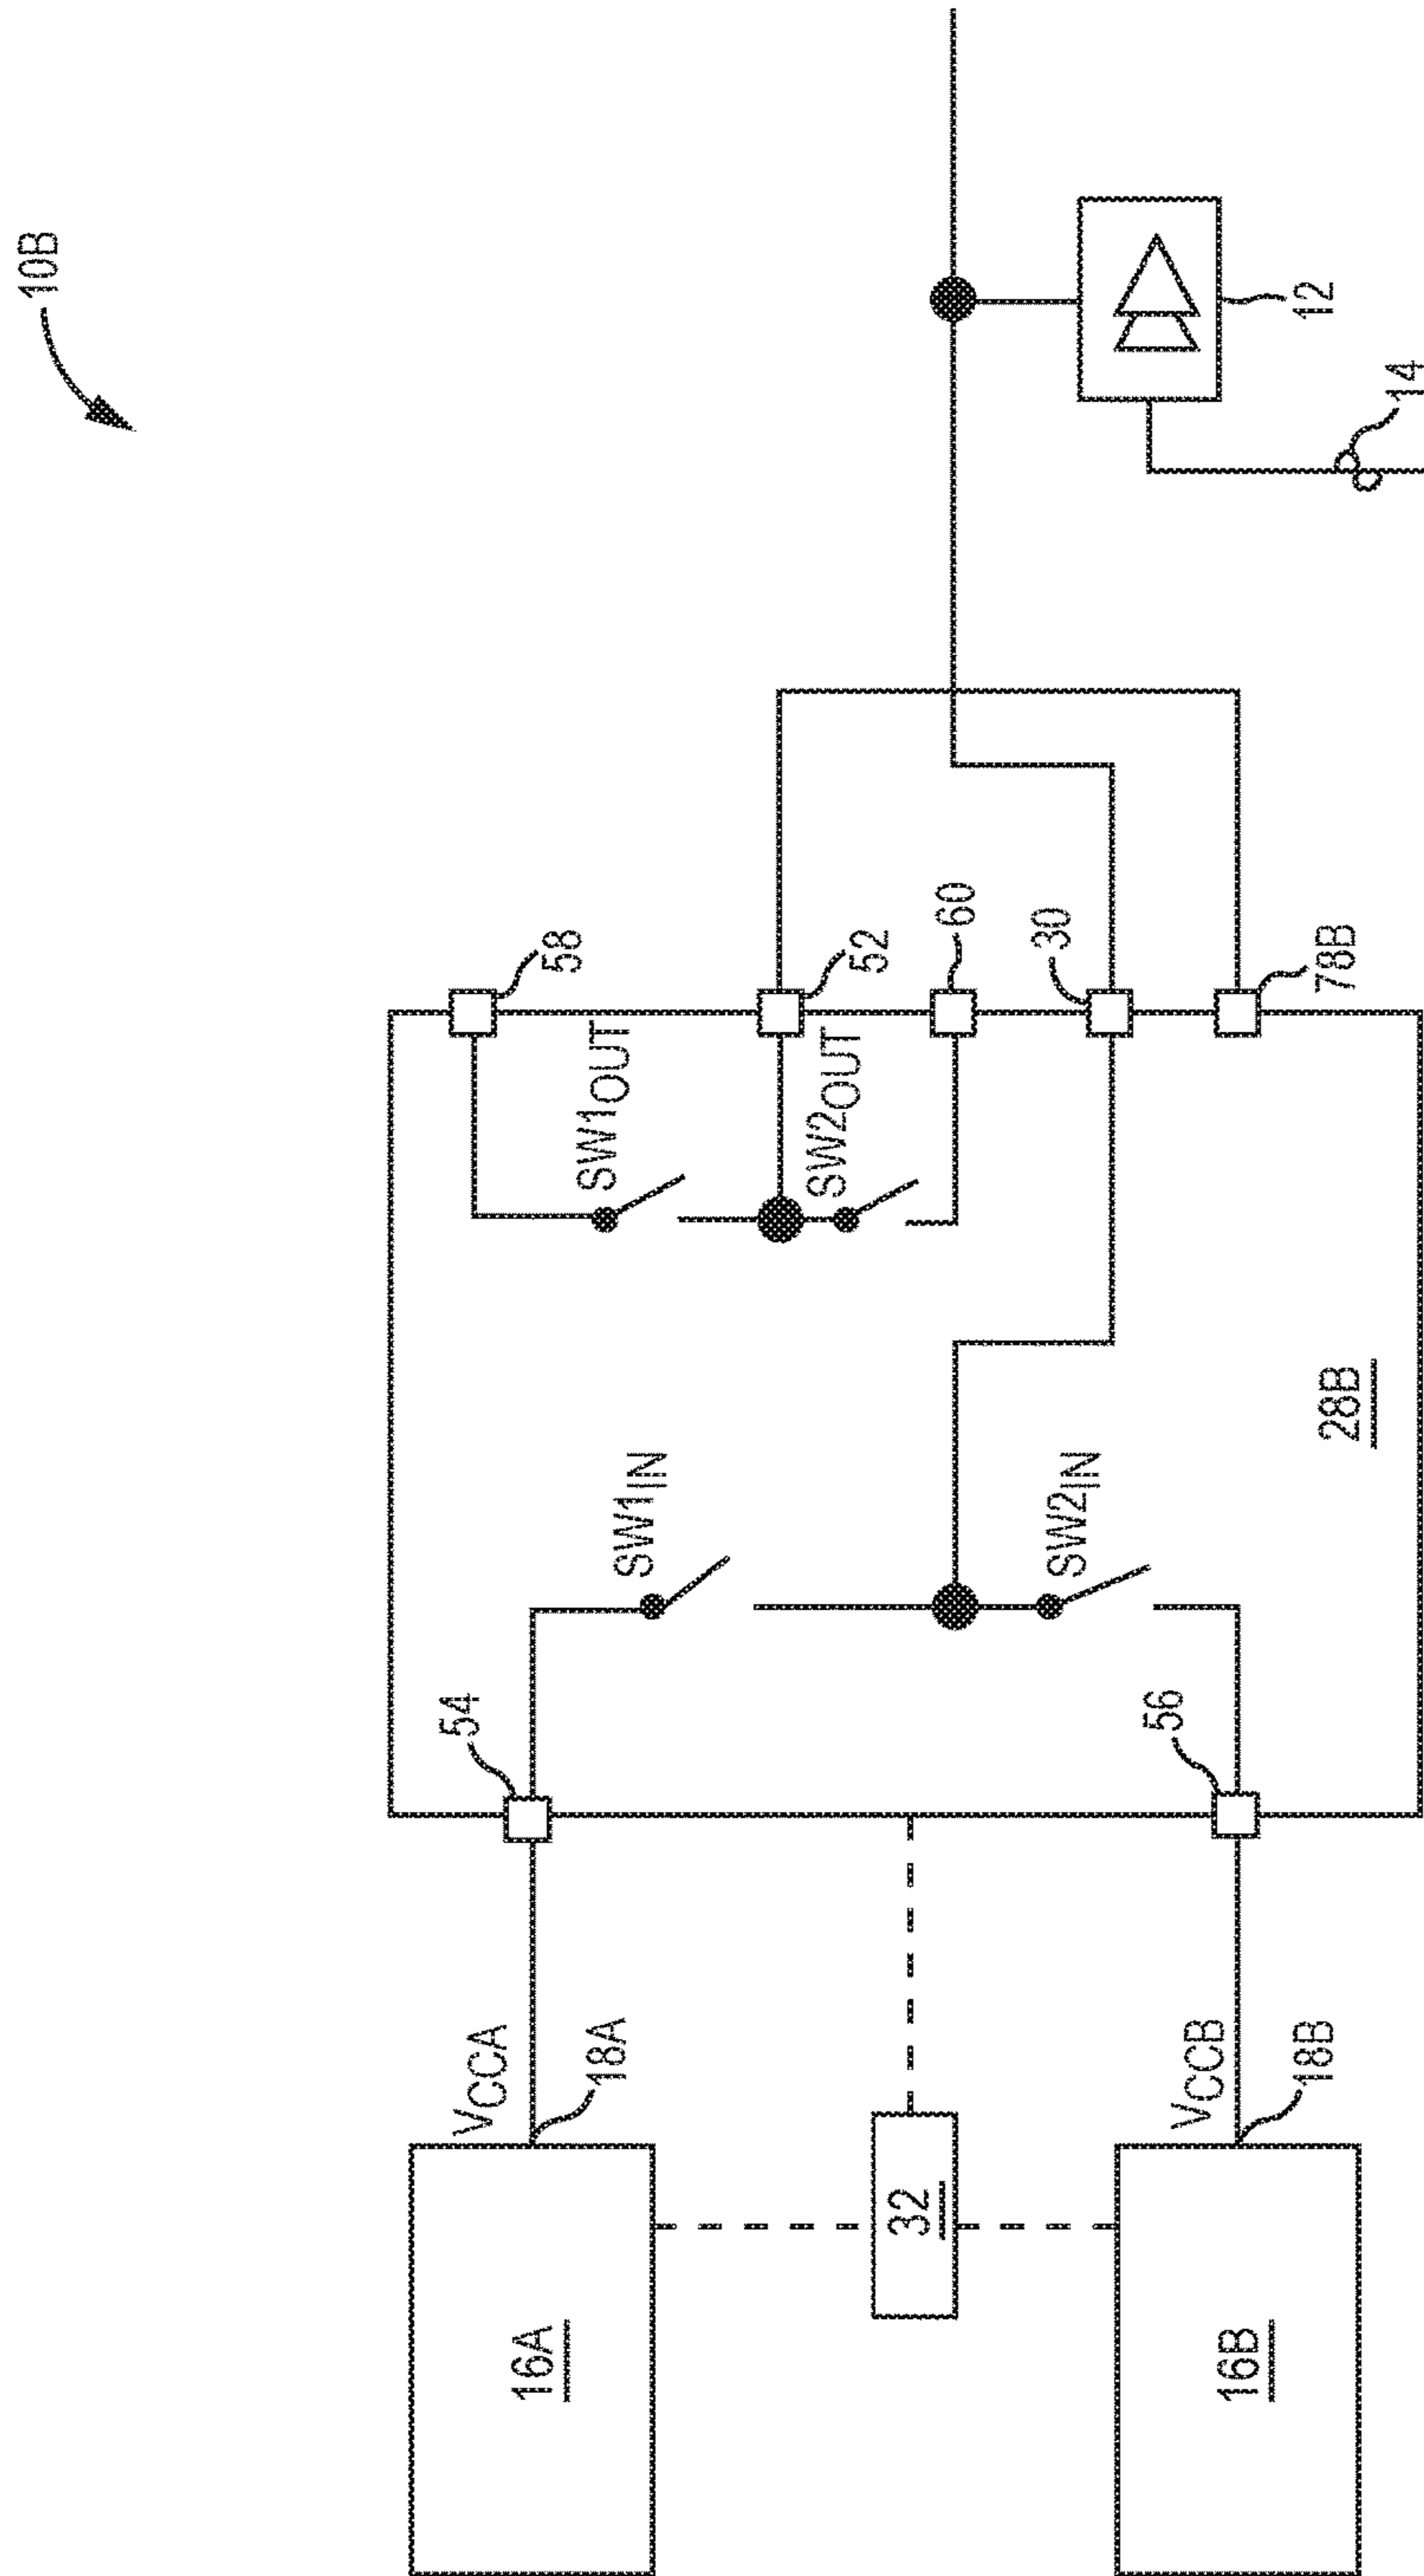 10B
58
SW1OUT
52
SW2OUT
60
30
78B
12
14
54
SW1IN
SW2IN
56
28B
VCCA
18A
16A
32
VCCB
18B
16B